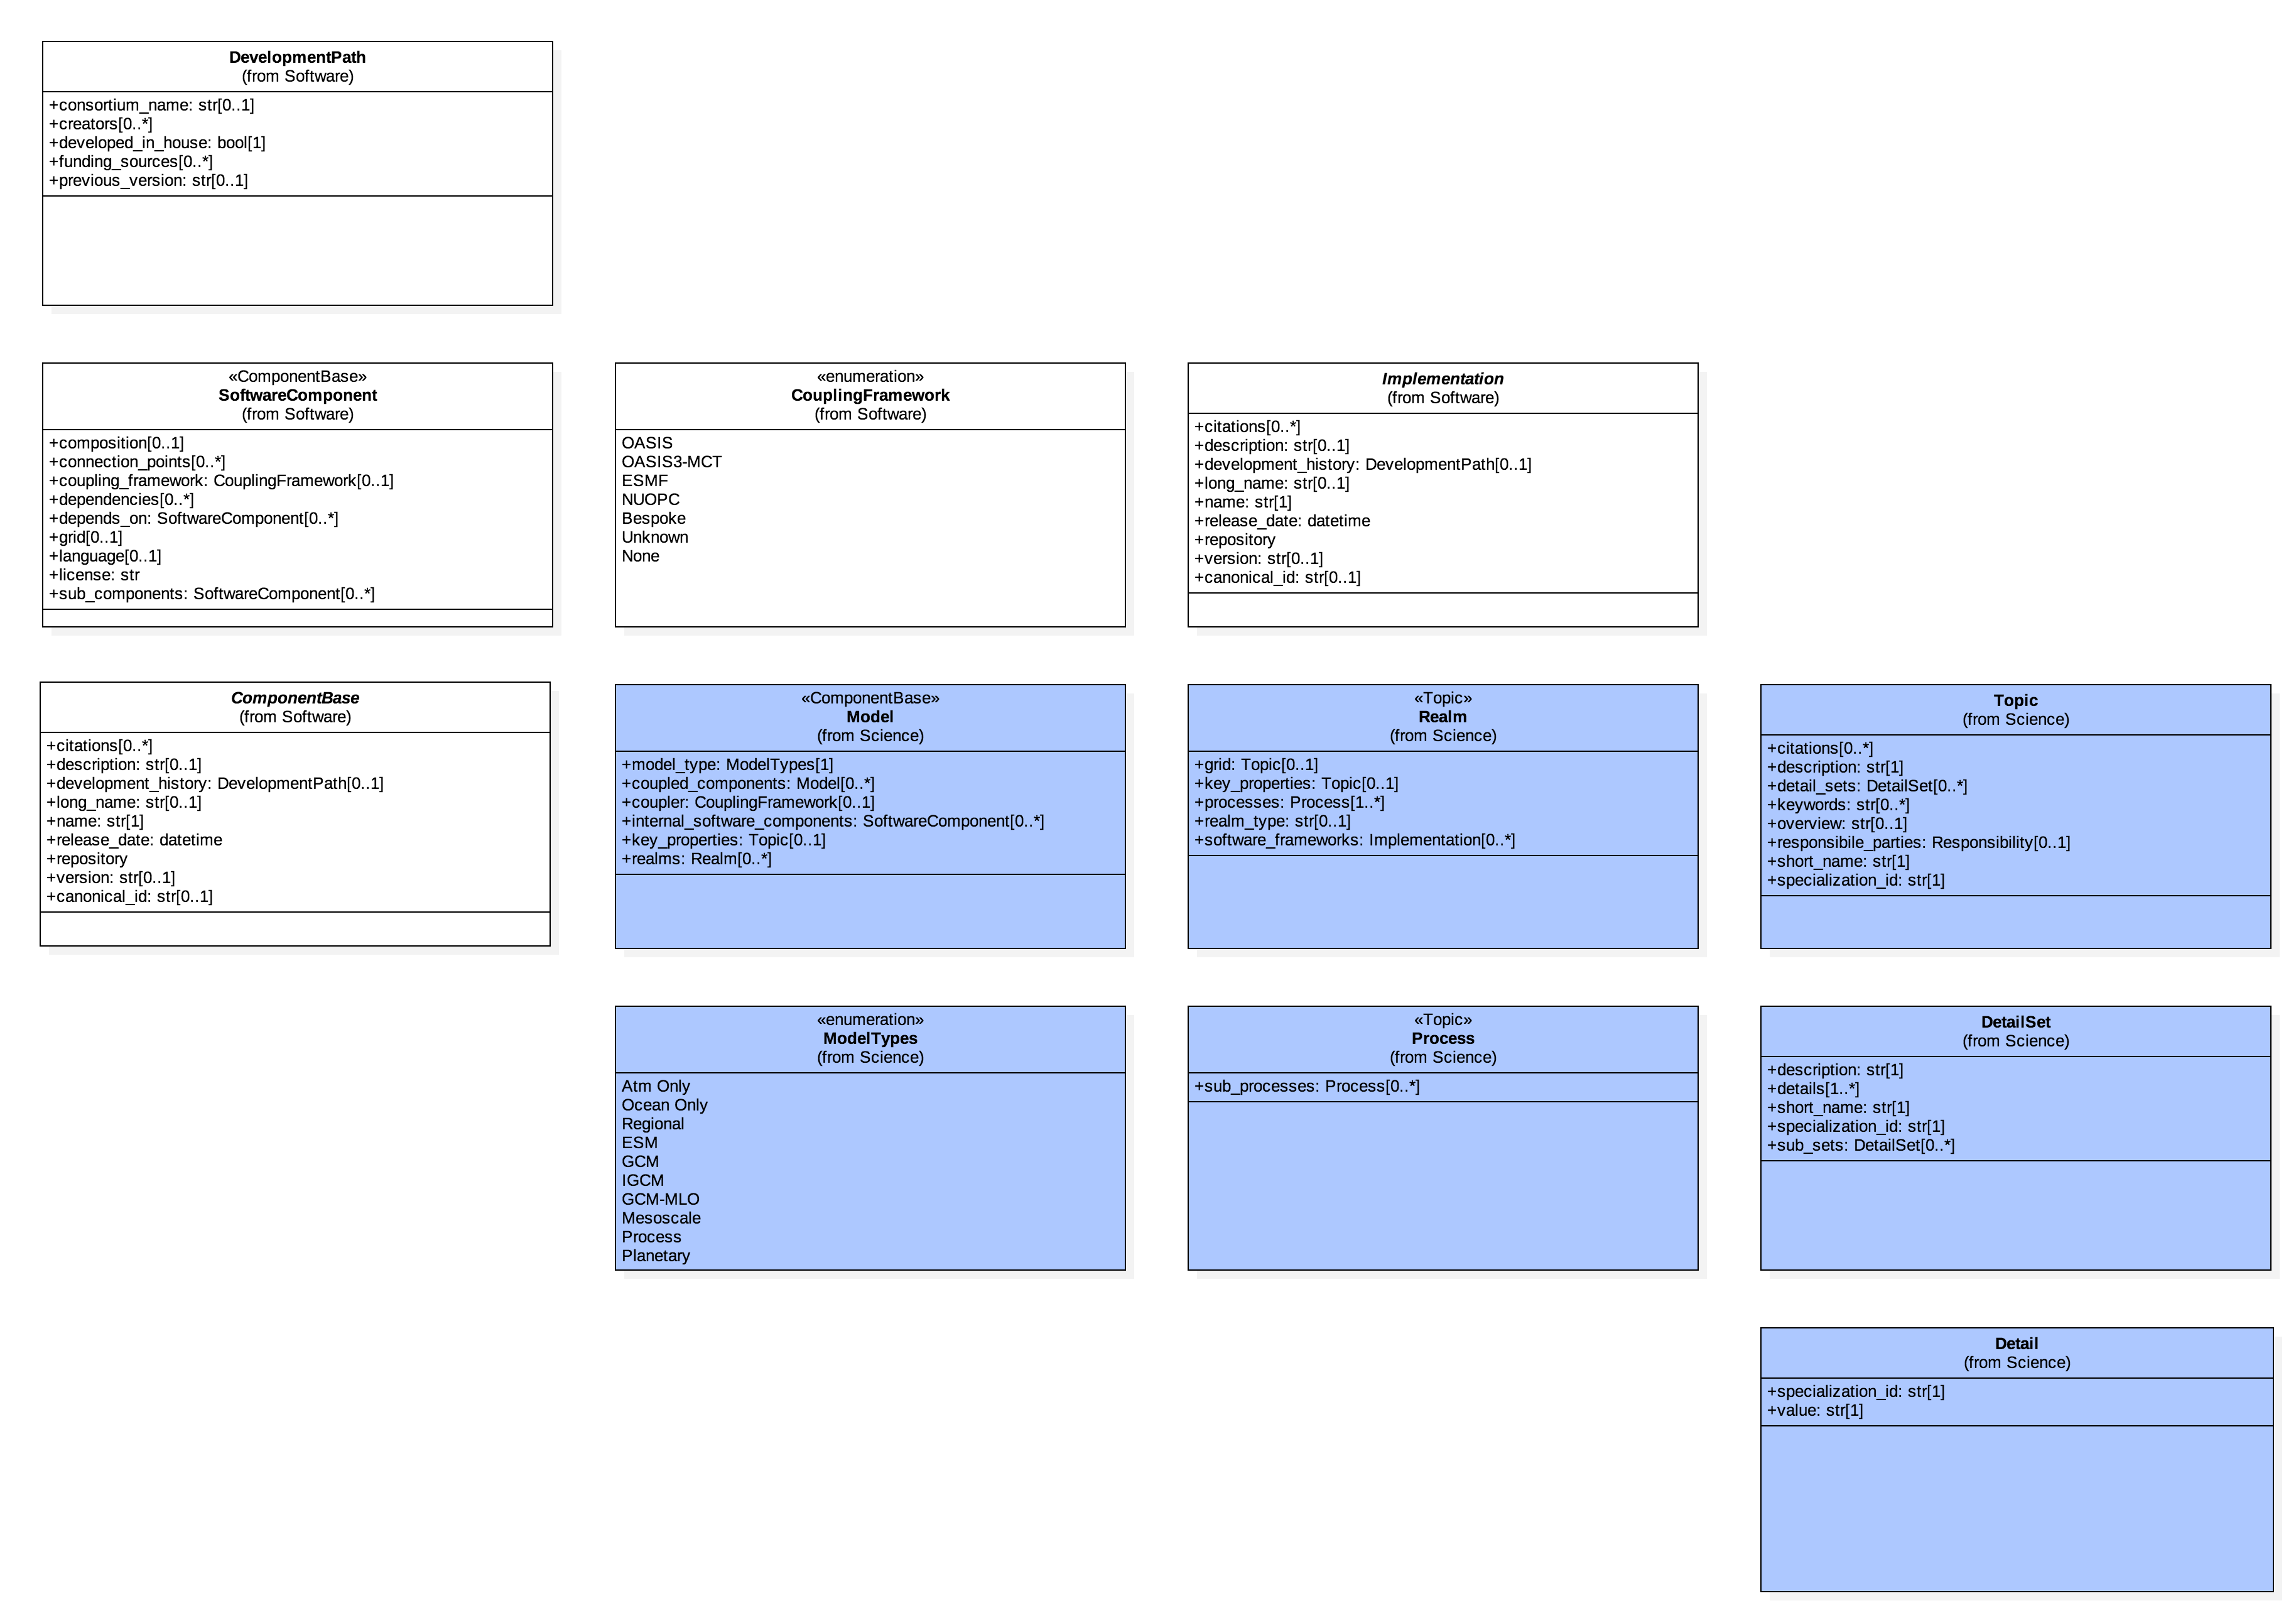 DevelopmentPath
(from Software)
+consortium_name: str[0..1]
+creators[0..*]
+developed_in_house: bool[1]
+funding_sources[0..*]
+previous_version: str[0..1]
«ComponentBase»
SoftwareComponent
(from Software)
+composition[0..1]
+connection_points[0..*]
+coupling_framework: CouplingFramework[0..1]
+dependencies[0..*]
+depends_on: SoftwareComponent[0..*]
+grid[0..1]
+language[0..1]
+license: str
+sub_components: SoftwareComponent[0..*]
«enumeration»
CouplingFramework
(from Software)
OASIS
OASIS3-MCT
ESMF
NUOPC
Bespoke
Unknown
None
Implementation
(from Software)
+citations[0..*]
+description: str[0..1]
+development_history: DevelopmentPath[0..1]
+long_name: str[0..1]
+name: str[1]
+release_date: datetime
+repository
+version: str[0..1]
+canonical_id: str[0..1]
ComponentBase
(from Software)
+citations[0..*]
+description: str[0..1]
+development_history: DevelopmentPath[0..1]
+long_name: str[0..1]
+name: str[1]
+release_date: datetime
+repository
+version: str[0..1]
+canonical_id: str[0..1]
«ComponentBase»
Model
(from Science)
+model_type: ModelTypes[1]
+coupled_components: Model[0..*]
+coupler: CouplingFramework[0..1]
+internal_software_components: SoftwareComponent[0..*]
+key_properties: Topic[0..1]
+realms: Realm[0..*]
«Topic»
Realm
(from Science)
+grid: Topic[0..1]
+key_properties: Topic[0..1]
+processes: Process[1..*]
+realm_type: str[0..1]
+software_frameworks: Implementation[0..*]
Topic
(from Science)
+citations[0..*]
+description: str[1]
+detail_sets: DetailSet[0..*]
+keywords: str[0..*]
+overview: str[0..1]
+responsibile_parties: Responsibility[0..1]
+short_name: str[1]
+specialization_id: str[1]
«enumeration»
ModelTypes
(from Science)
Atm Only
Ocean Only
Regional
ESM
GCM
IGCM
GCM-MLO
Mesoscale
Process
Planetary
«Topic»
Process
(from Science)
+sub_processes: Process[0..*]
DetailSet
(from Science)
+description: str[1]
+details[1..*]
+short_name: str[1]
+specialization_id: str[1]
+sub_sets: DetailSet[0..*]
Detail
(from Science)
+specialization_id: str[1]
+value: str[1]